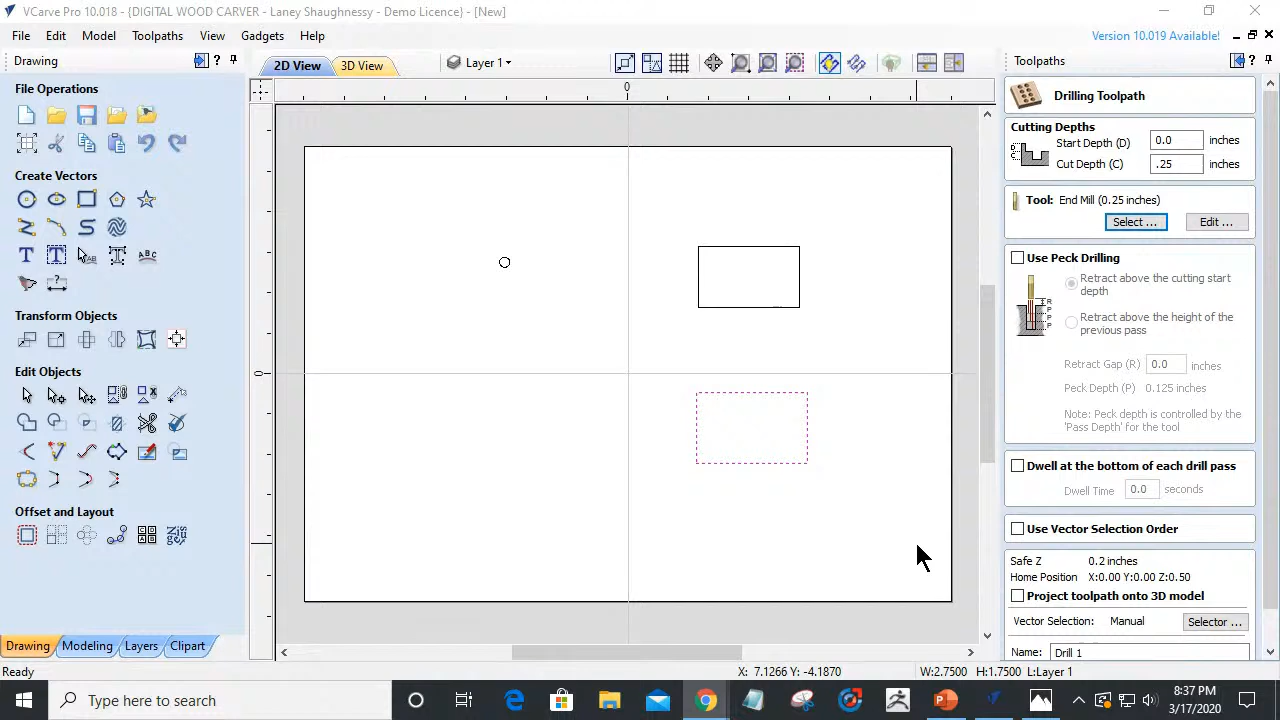 VCarve Pro 10.018 - {DIGITAL WOOD CARVER - Laney Shaughnessy - Demo Licence} - [New]
File Edit Model Toolpaths View Gadgets Help
Version 10.019 Available!
Drawing
2D View
3D View
Layer 1
Toolpaths
File Operations
Create Vectors
Transform Objects
Edit Objects
Offset and Layout
0
0
Drilling Toolpath
Cutting Depths
Start Depth (D) 0.0 inches
Cut Depth (C) .25 inches
Tool: End Mill (0.25 inches)
Select ... Edit ...
Use Peck Drilling
Retract above the cutting start
depth
Retract above the height of the
previous pass
Retract Gap (R) 0.0 inches
Peck Depth (P) 0.125 inches
Note: Peck depth is controlled by the
'Pass Depth' for the tool
Dwell at the bottom of each drill pass
Dwell Time 0.0 seconds
Use Vector Selection Order
Safe Z 0.2 inches
Home Position X:0.00 Y:0.00 Z:0.50
Project toolpath onto 3D model
Vector Selection: Manual Selector ...
Name: Drill 1
Drawing Modeling Layers Clipart
Ready
X: 7.1266 Y: -4.1870
W:2.7500 H:1.7500 L:Layer 1
Type here to search
8:37 PM
3/17/2020